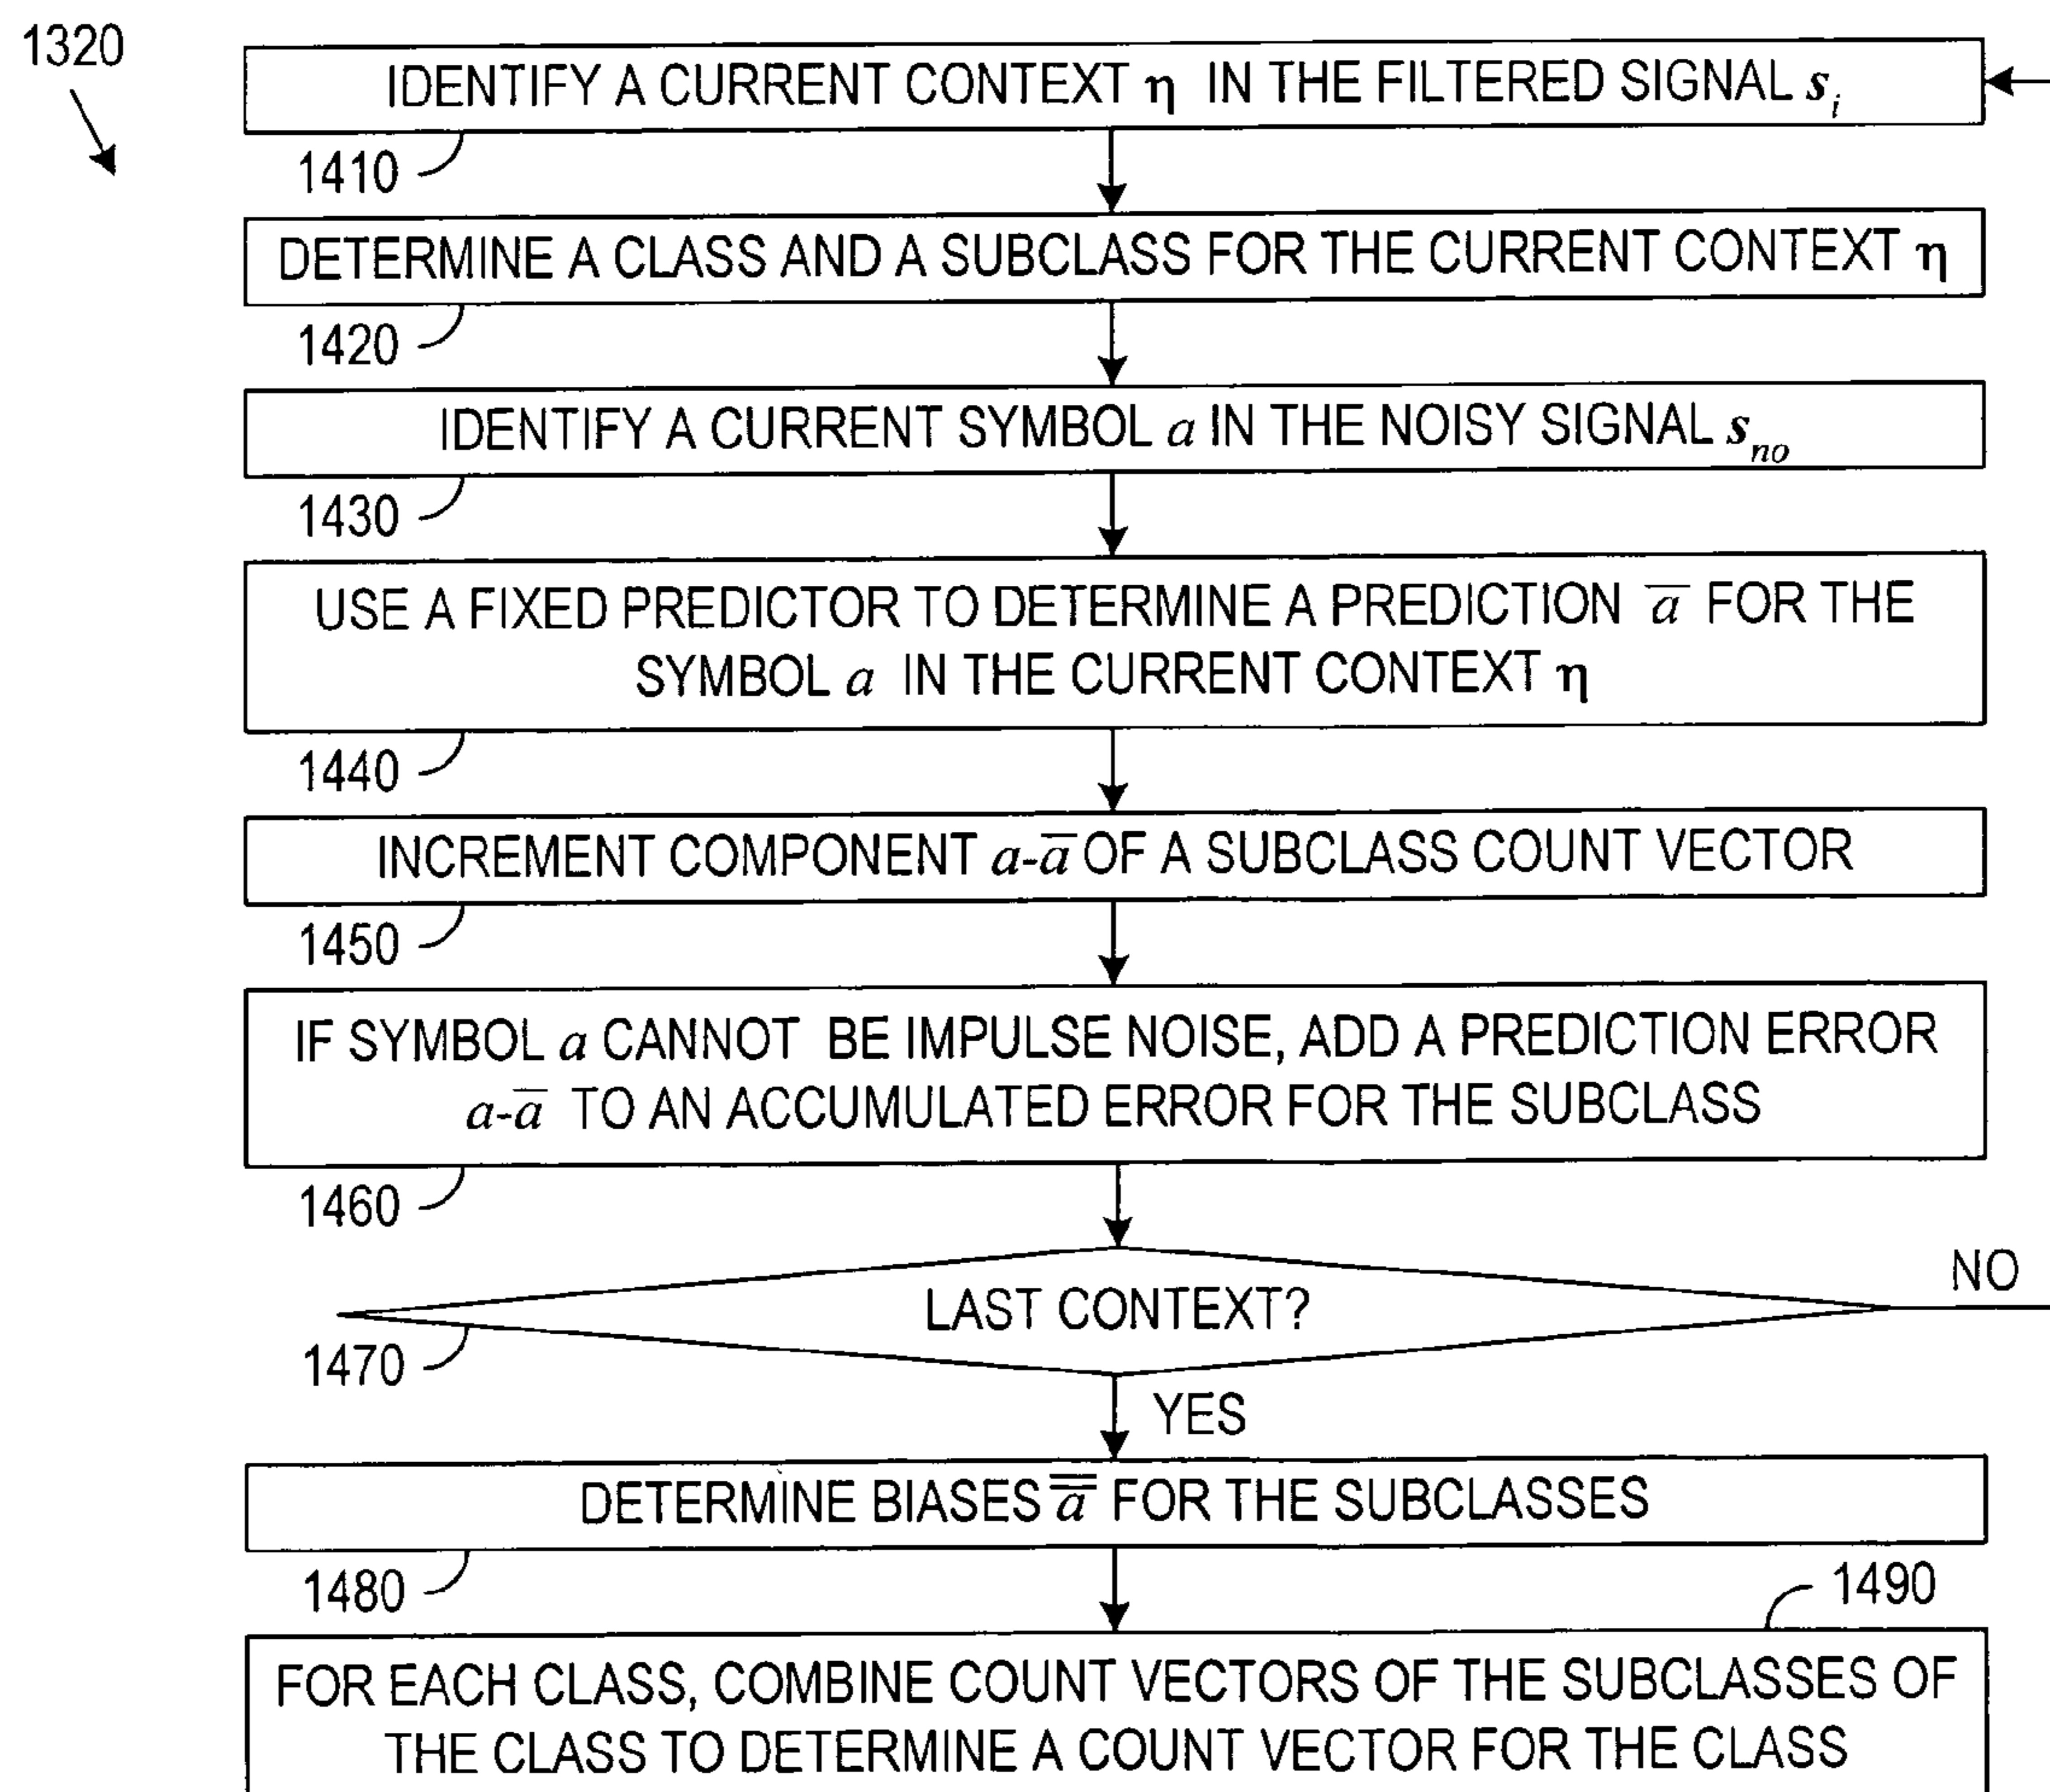 1320
IDENTIFY A CURRENT CONTEXT η IN THE FILTERED SIGNAL s_i
1410
DETERMINE A CLASS AND A SUBCLASS FOR THE CURRENT CONTEXT η
1420
IDENTIFY A CURRENT SYMBOL a IN THE NOISY SIGNAL s_no
1430
USE A FIXED PREDICTOR TO DETERMINE A PREDICTION a̅ FOR THE
SYMBOL a IN THE CURRENT CONTEXT η
1440
INCREMENT COMPONENT a-a̅ OF A SUBCLASS COUNT VECTOR
1450
IF SYMBOL a CANNOT BE IMPULSE NOISE, ADD A PREDICTION ERROR
a-a̅ TO AN ACCUMULATED ERROR FOR THE SUBCLASS
1460
LAST CONTEXT?
NO
1470
YES
DETERMINE BIASES a̿ FOR THE SUBCLASSES
1480
1490
FOR EACH CLASS, COMBINE COUNT VECTORS OF THE SUBCLASSES OF
THE CLASS TO DETERMINE A COUNT VECTOR FOR THE CLASS